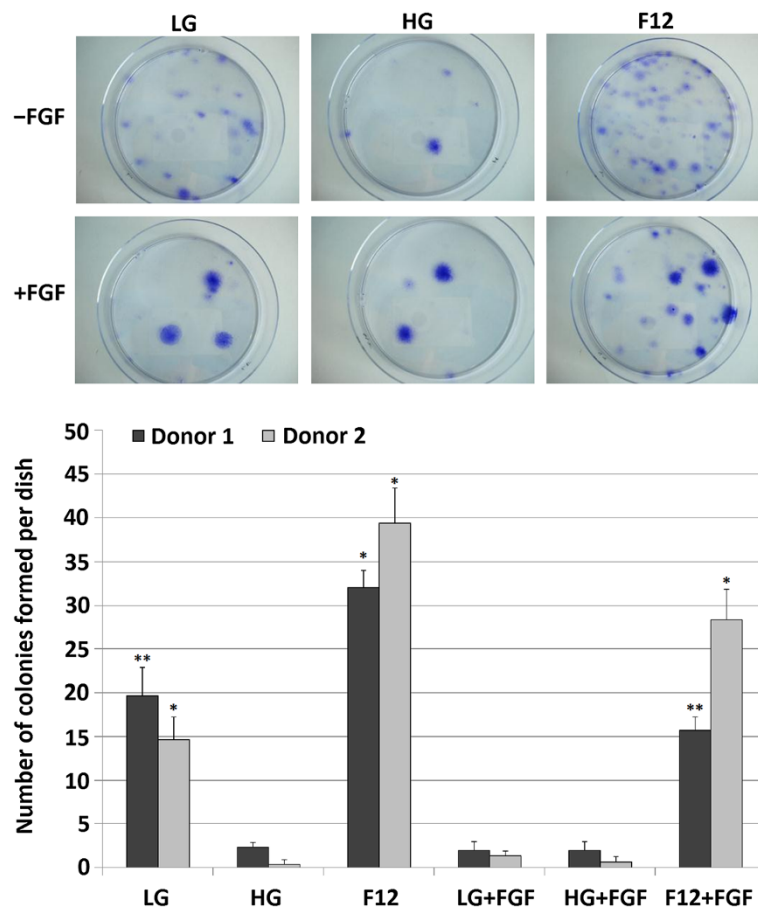 LG HG F12
−FGF
+FGF
Number of colonies formed per dish
50
45
40
35
30
25
20
15
10
5
0
Donor 1 Donor 2
**
*
*
*
**
*
LG HG F12 LG+FGF HG+FGF F12+FGF